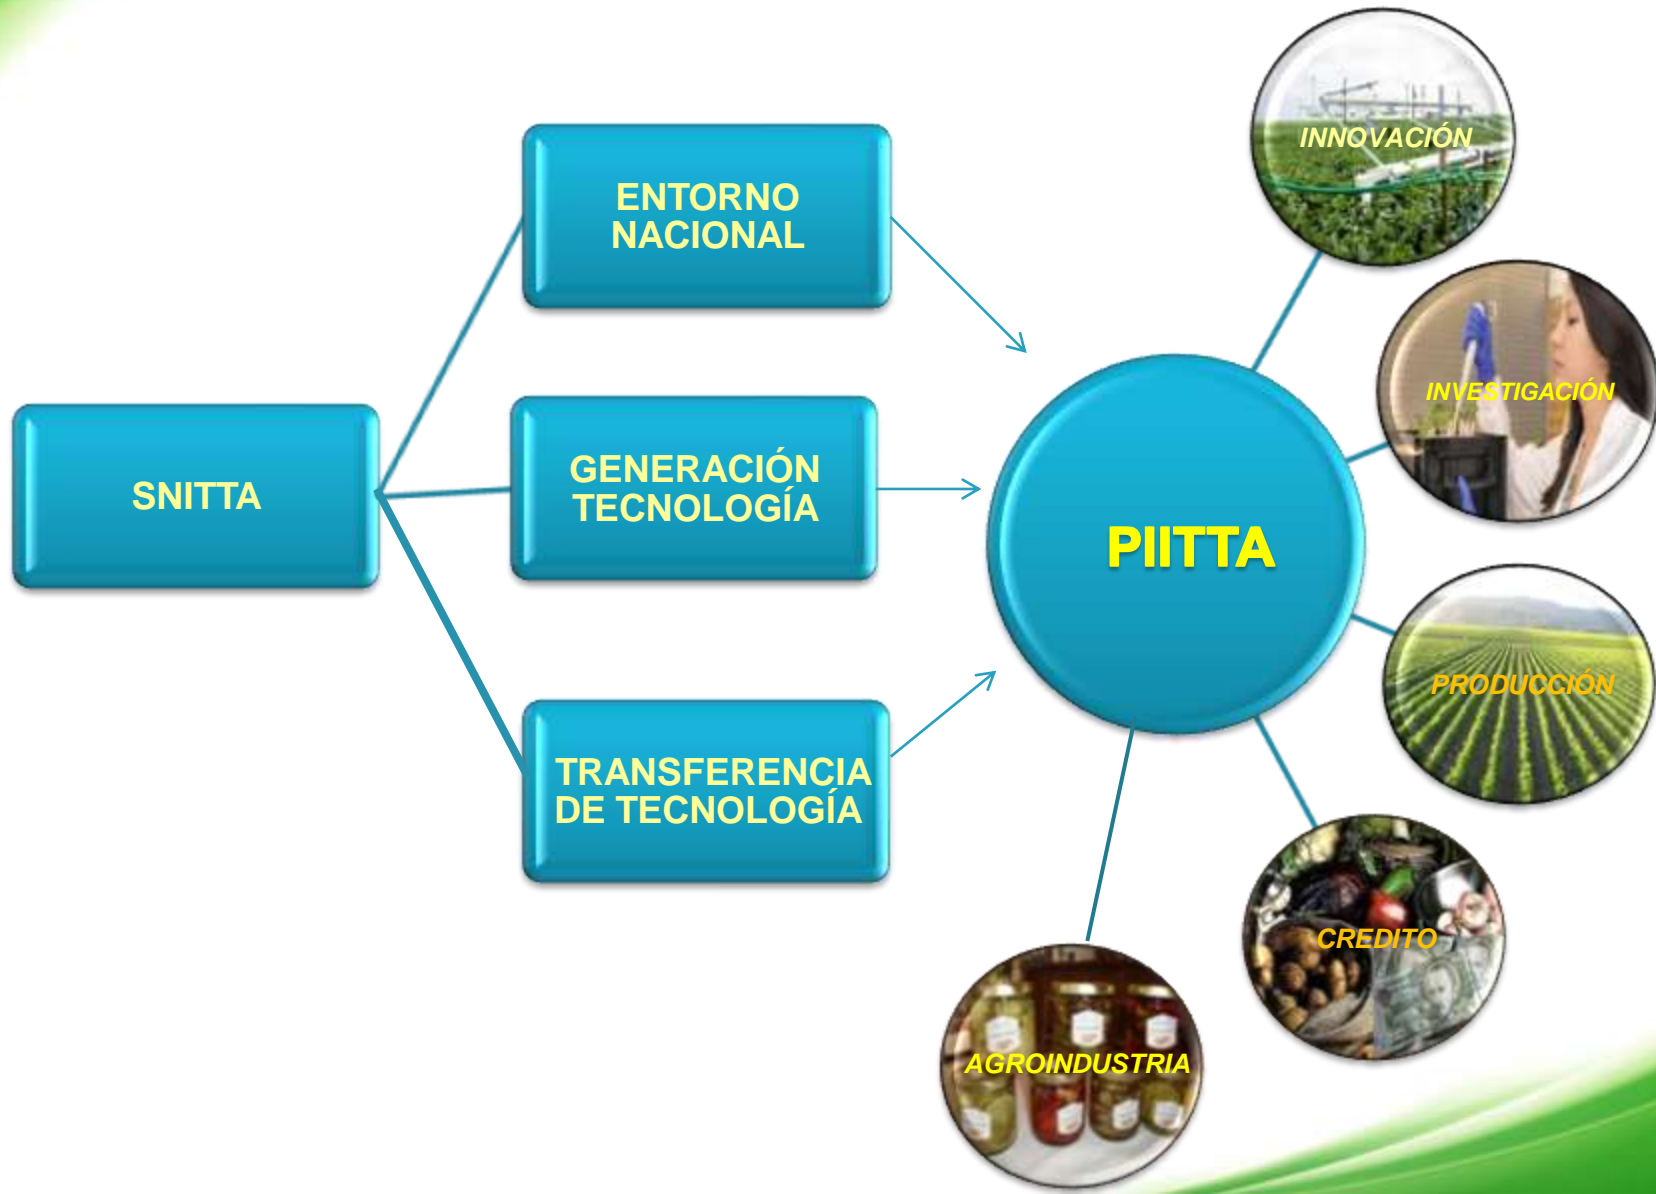 SNITTA
ENTORNO
NACIONAL
GENERACIÓN
TECNOLOGÍA
TRANSFERENCIA
DE TECNOLOGÍA
PIITTA
INNOVACIÓN
INVESTIGACIÓN
PRODUCCIÓN
CREDITO
AGROINDUSTRIA